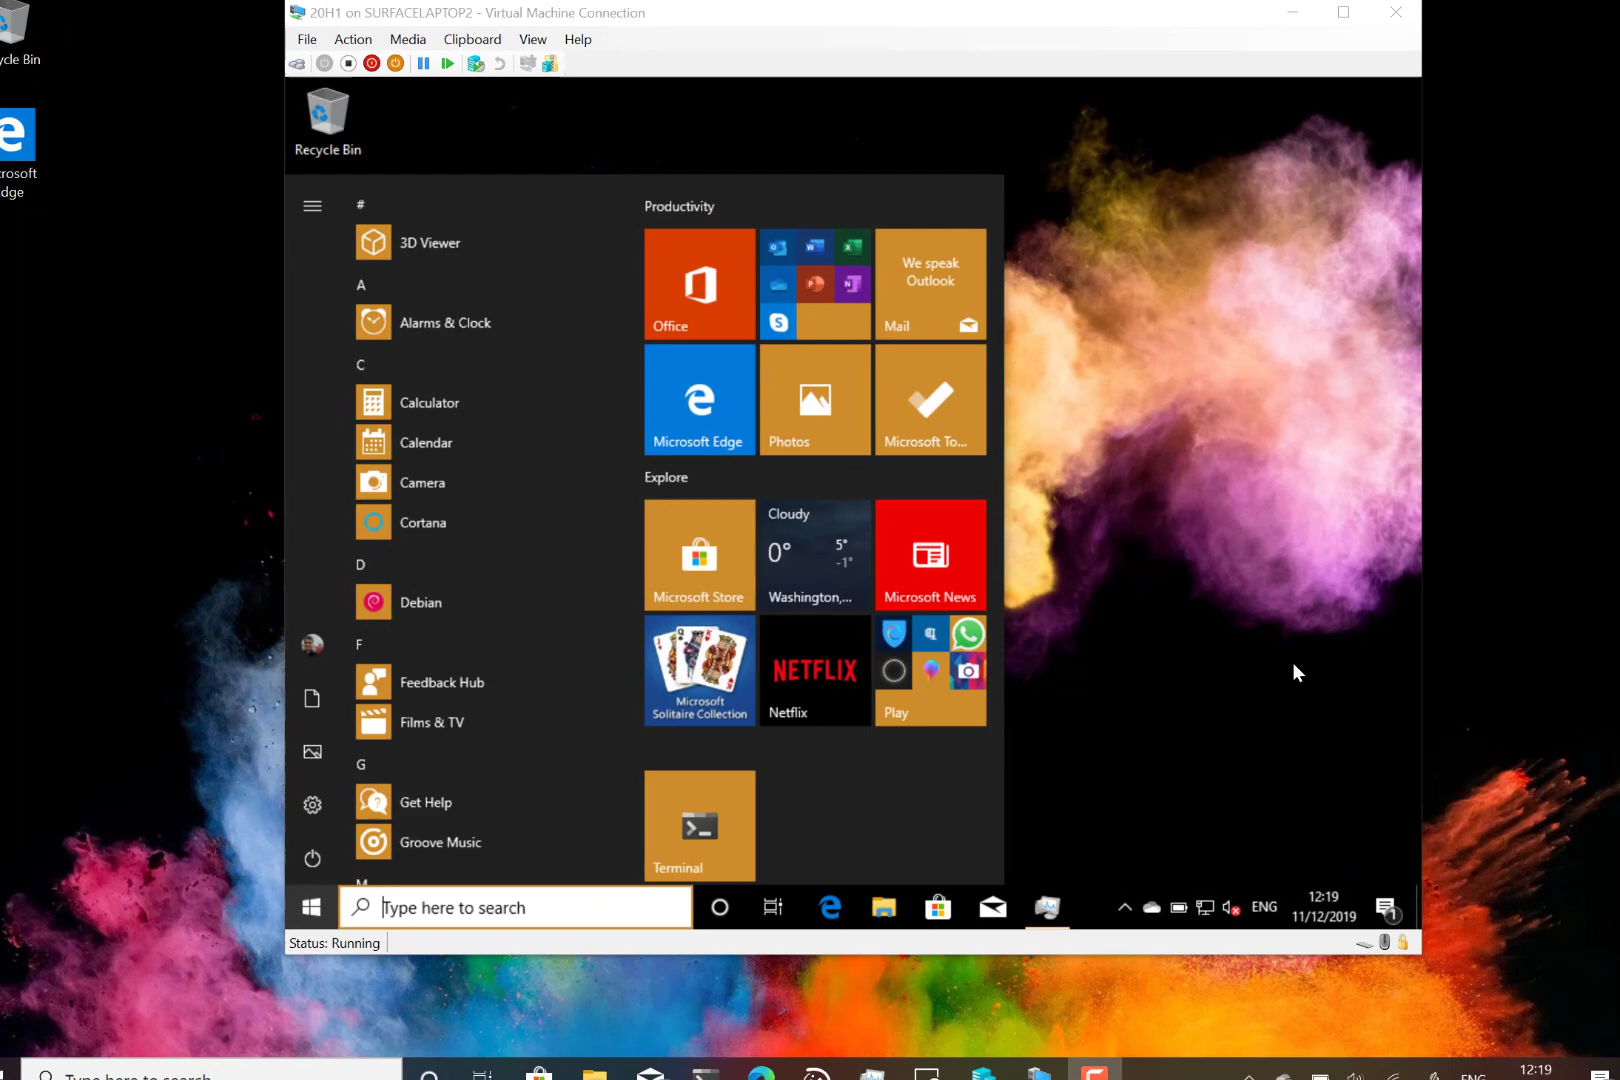 20H1 on SURFACELAPTOP2 - Virtual Machine Connection
File Action Media Clipboard View Help
cle Bin
rosoft
dge
Recycle Bin
#
3D Viewer
A
Alarms & Clock
C
Calculator
Calendar
Camera
Cortana
D
Debian
F
Feedback Hub
Films & TV
G
Get Help
Groove Music
Productivity
Office
We speak
Outlook
Mail
Microsoft Edge
Photos
Microsoft To...
Explore
Microsoft Store
Cloudy
0° 5°
-1°
Washington,...
Microsoft News
Microsoft
Solitaire Collection
NETFLIX
Netflix
Play
Terminal
Type here to search
ENG
12:19
11/12/2019
1
Status: Running
Type here to search
ENG
12:19